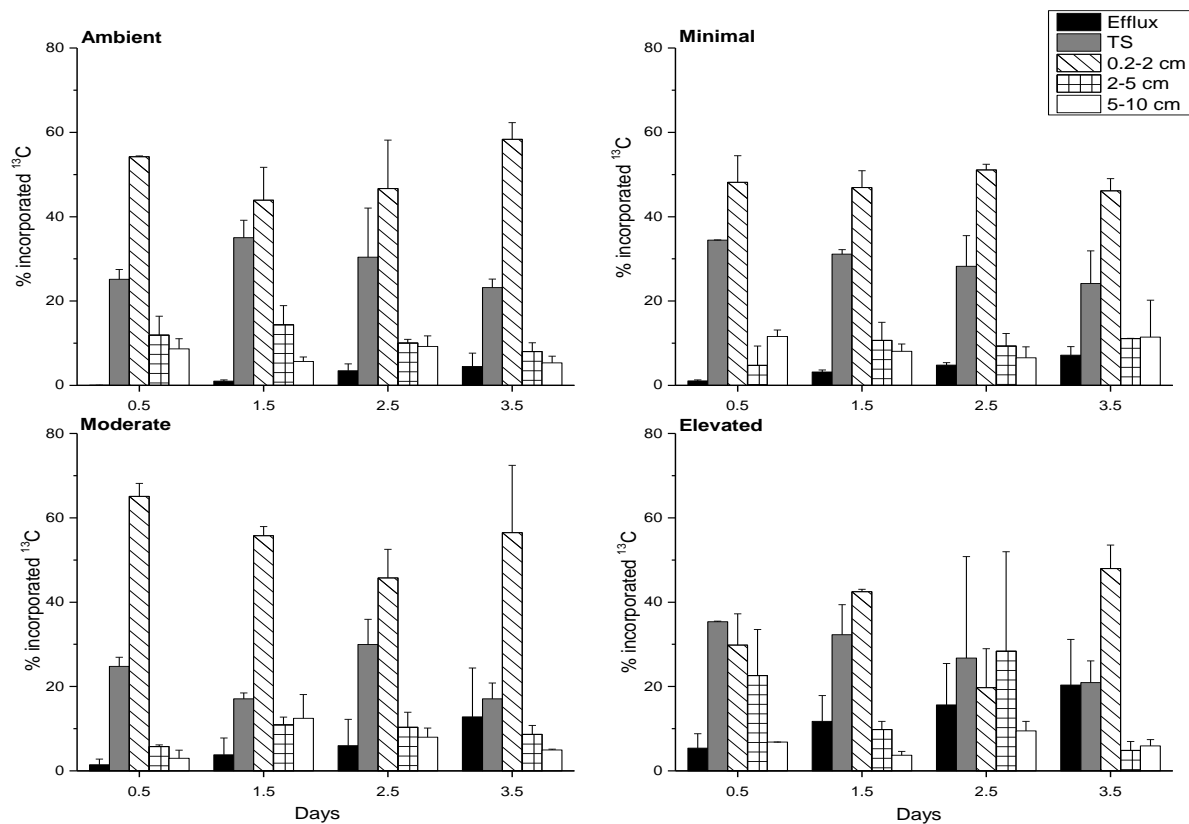 Ambient
80
60
40
20
0
% incorporated ¹³C
0.5 1.5 2.5 3.5
Minimal
80
60
40
20
0
% incorporated ¹³C
0.5 1.5 2.5 3.5
Efflux
TS
0.2-2 cm
2-5 cm
5-10 cm
Moderate
80
60
40
20
0
% incorporated ¹³C
0.5 1.5 2.5 3.5
Days
Elevated
80
60
40
20
0
% incorporated ¹³C
0.5 1.5 2.5 3.5
Days